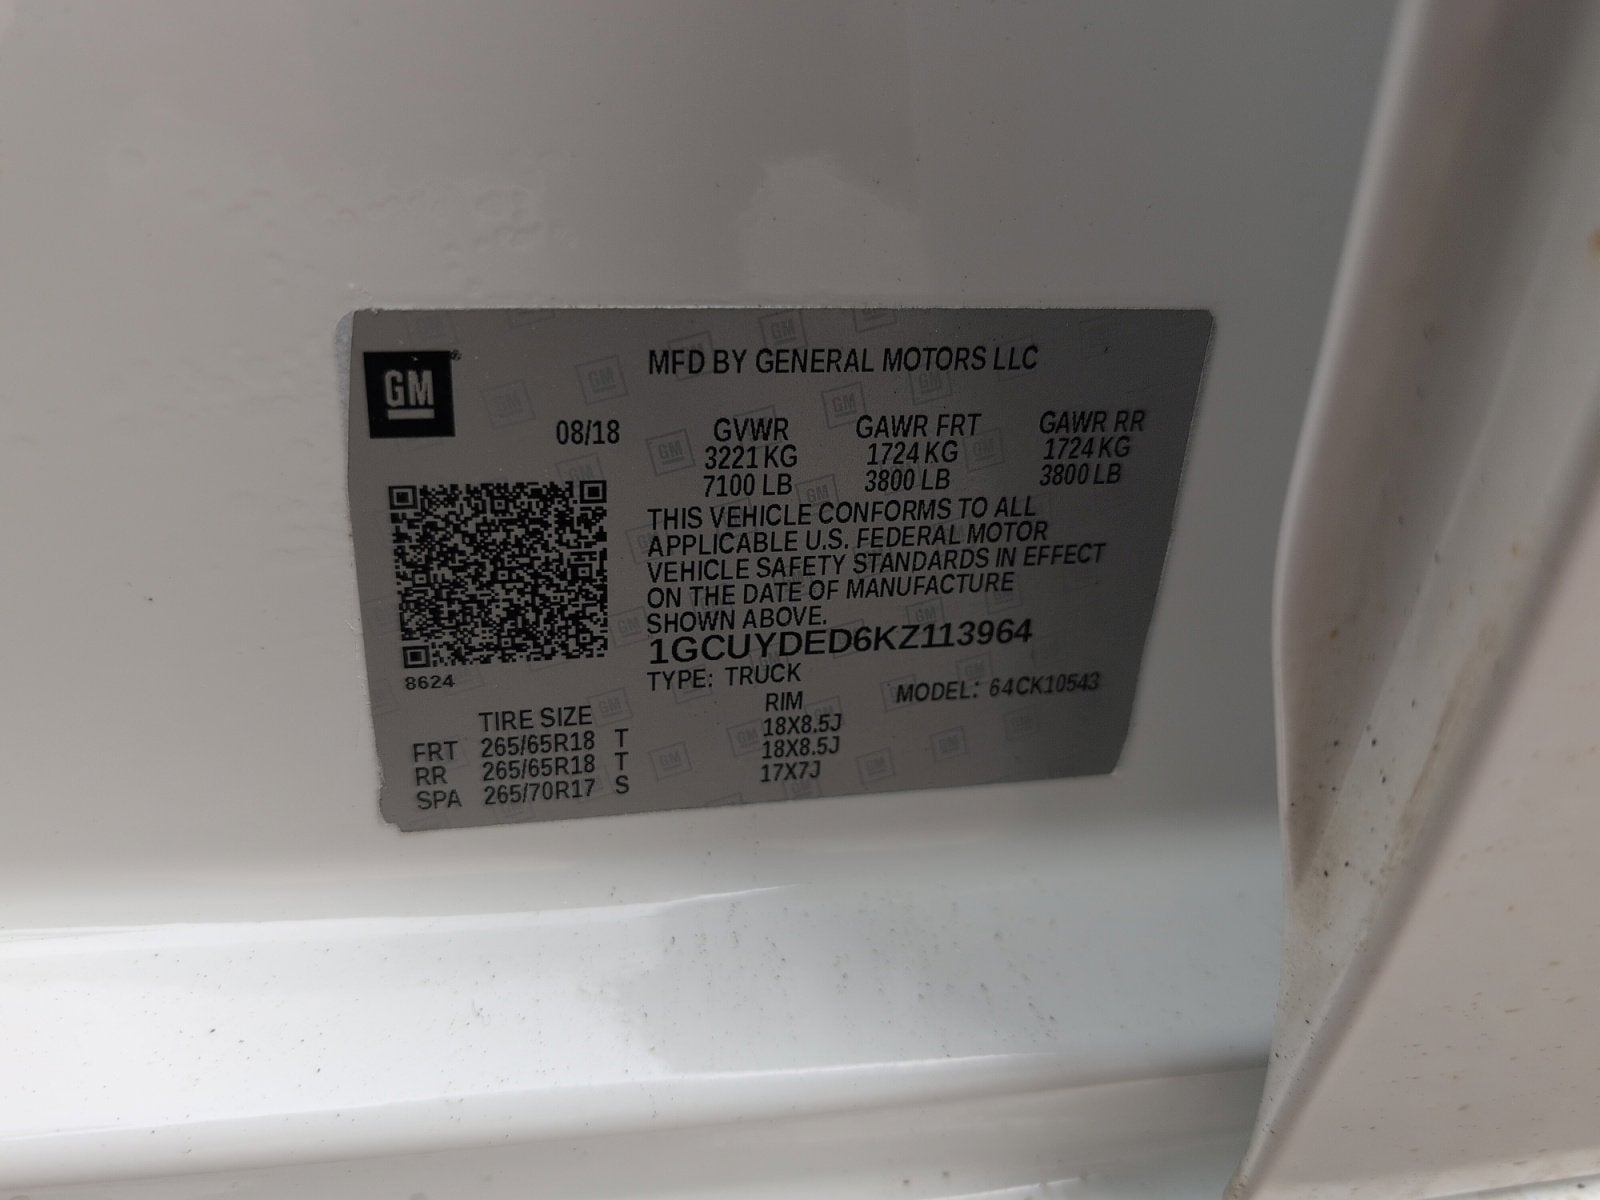 GM
MFD BY GENERAL MOTORS LLC
08/18 GVWR GAWR FRT GAWR RR
3221 KG 1724 KG 1724 KG
7100 LB 3800 LB 3800 LB
THIS VEHICLE CONFORMS TO ALL
APPLICABLE U.S. FEDERAL MOTOR
VEHICLE SAFETY STANDARDS IN EFFECT
ON THE DATE OF MANUFACTURE
SHOWN ABOVE.
1GCUYDED6KZ113964
8624
TYPE: TRUCK MODEL: 64CK10543
TIRE SIZE RIM
FRT 265/65R18 T 18X8.5J
RR 265/65R18 T 18X8.5J
SPA 265/70R17 S 17X7J